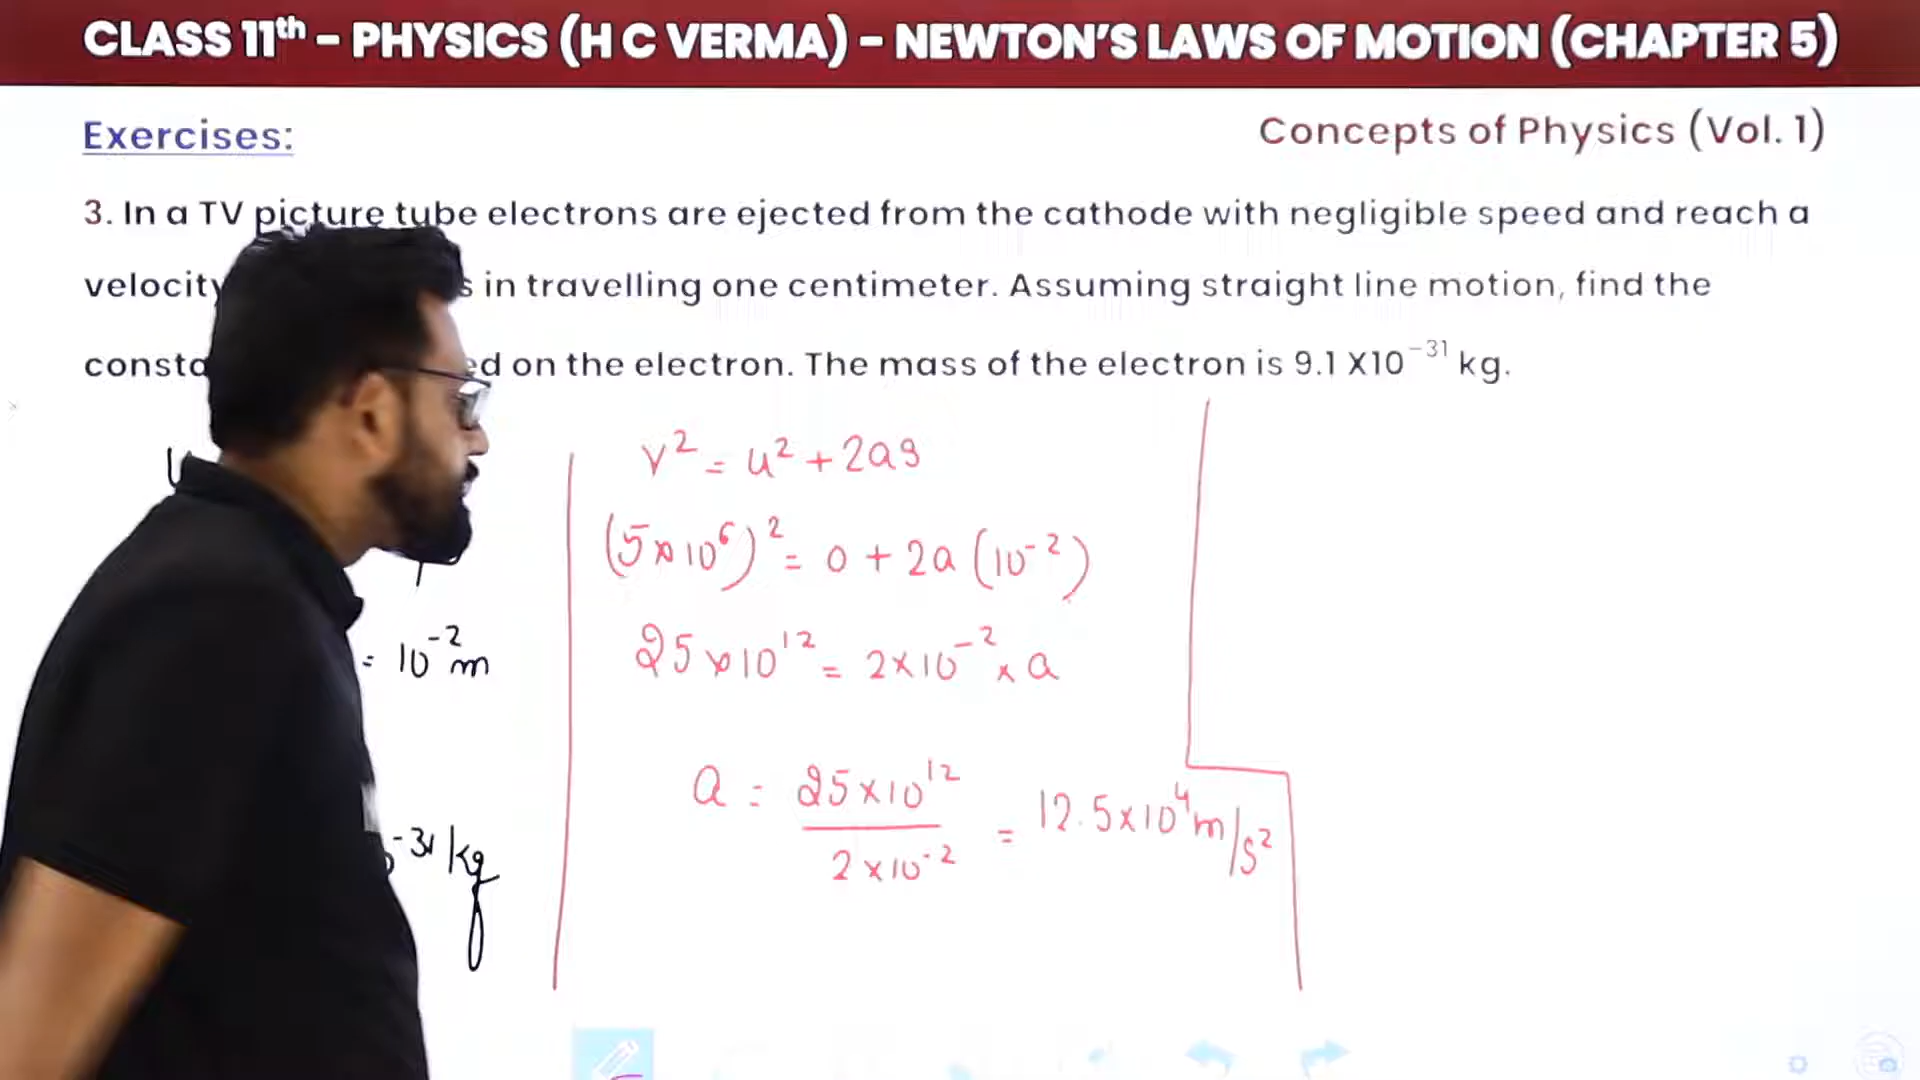 CLASS 11th – PHYSICS (H C VERMA) – NEWTON'S LAWS OF MOTION (CHAPTER 5)
Exercises:
Concepts of Physics (Vol. 1)
3. In a TV picture tube electrons are ejected from the cathode with negligible speed and reach a
velocity in travelling one centimeter. Assuming straight line motion, find the
on the electron. The mass of the electron is 9.1 X10⁻³¹ kg.
v² = u² + 2as
(5×10⁶)² = 0 + 2a (10⁻²)
= 10⁻² m
25×10¹² = 2×10⁻² × a
a = 25×10¹² / 2×10⁻² = 12.5×10⁴ m/s²
⁻³¹ kg